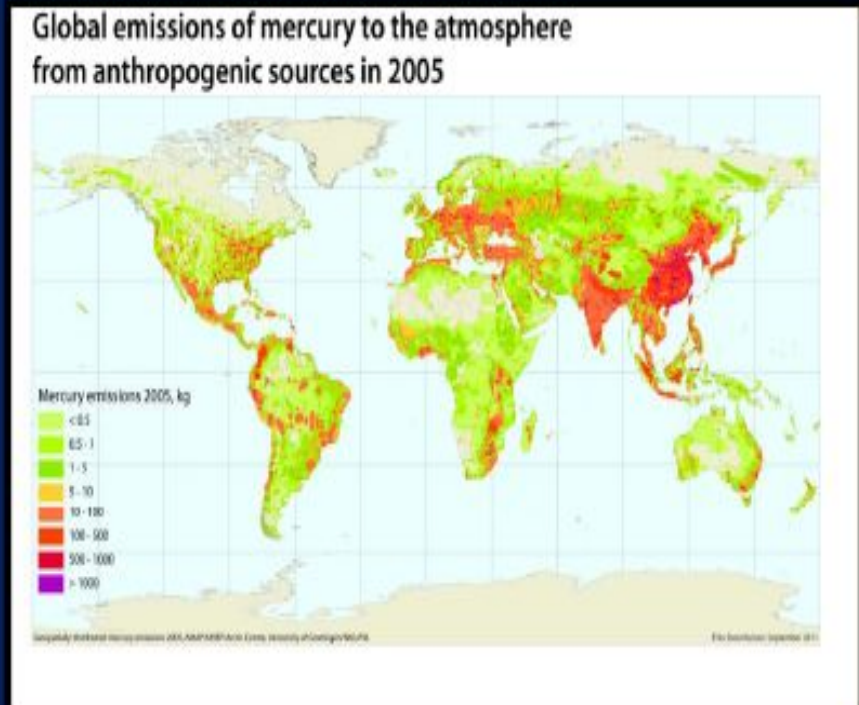 Global emissions of mercury to the atmosphere
from anthropogenic sources in 2005
Mercury emissions 2005, kg
<0.5
0.5 - 1
1 - 5
5 - 10
10 - 100
100 - 500
500 - 1000
> 1000